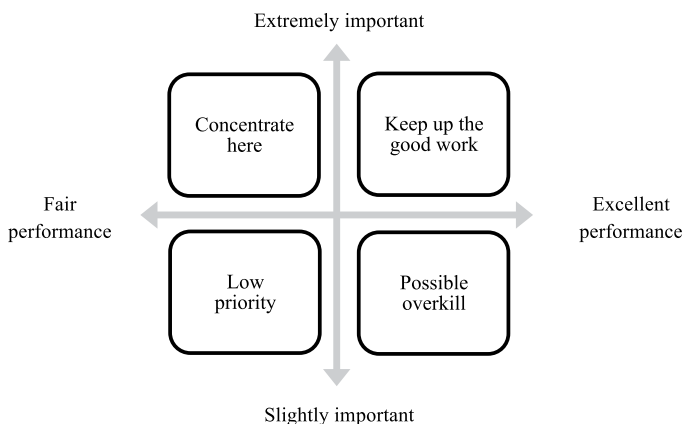 Extremely important
Concentrate
here
Keep up the
good work
Fair
performance
Excellent
performance
Low
priority
Possible
overkill
Slightly important